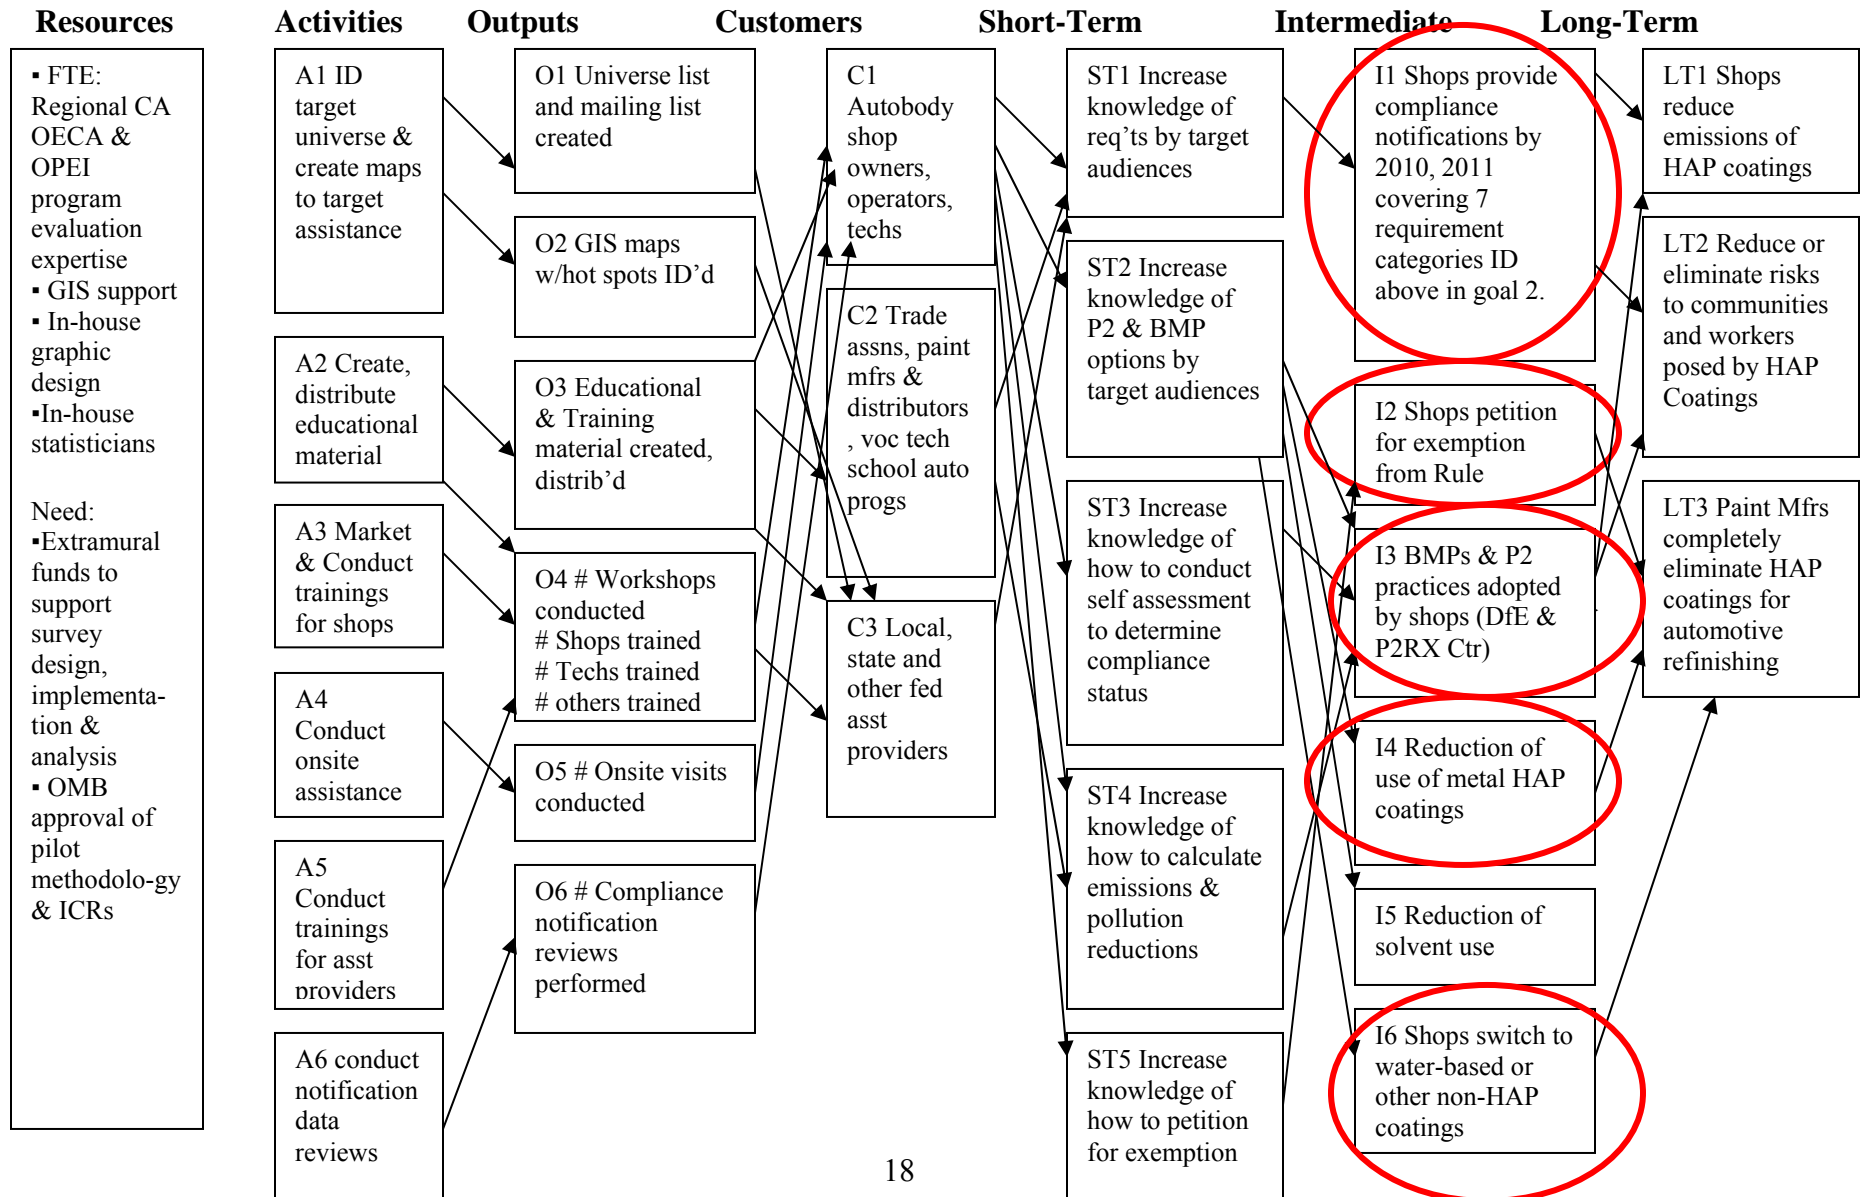 Resources Activities Outputs Customers Short-Term Intermediate Long-Term
▪ FTE:
Regional CA
OECA &
OPEI
program
evaluation
expertise
▪ GIS support
▪ In-house
graphic
design
▪In-house
statisticians
Need:
▪Extramural
funds to
support
survey
design,
implementa-
tion &
analysis
▪ OMB
approval of
pilot
methodolo-gy
& ICRs
A1 ID
target
universe &
create maps
to target
assistance
A2 Create,
distribute
educational
material
A3 Market
& Conduct
trainings
for shops
A4
Conduct
onsite
assistance
A5
Conduct
trainings
for asst
providers
A6 conduct
notification
data
reviews
O1 Universe list
and mailing list
created
O2 GIS maps
w/hot spots ID’d
O3 Educational
& Training
material created,
distrib’d
O4 # Workshops
conducted
# Shops trained
# Techs trained
# others trained
O5 # Onsite visits
conducted
O6 # Compliance
notification
reviews
performed
C1
Autobody
shop
owners,
operators,
techs
C2 Trade
assns, paint
mfrs &
distributors
, voc tech
school auto
progs
C3 Local,
state and
other fed
asst
providers
ST1 Increase
knowledge of
req’ts by target
audiences
ST2 Increase
knowledge of
P2 & BMP
options by
target audiences
ST3 Increase
knowledge of
how to conduct
self assessment
to determine
compliance
status
ST4 Increase
knowledge of
how to calculate
emissions &
pollution
reductions
ST5 Increase
knowledge of
how to petition
for exemption
I1 Shops provide
compliance
notifications by
2010, 2011
covering 7
requirement
categories ID
above in goal 2.
I2 Shops petition
for exemption
from Rule
I3 BMPs & P2
practices adopted
by shops (DfE &
P2RX Ctr)
I4 Reduction of
use of metal HAP
coatings
I5 Reduction of
solvent use
I6 Shops switch to
water-based or
other non-HAP
coatings
LT1 Shops
reduce
emissions of
HAP coatings
LT2 Reduce or
eliminate risks
to communities
and workers
posed by HAP
Coatings
LT3 Paint Mfrs
completely
eliminate HAP
coatings for
automotive
refinishing
18